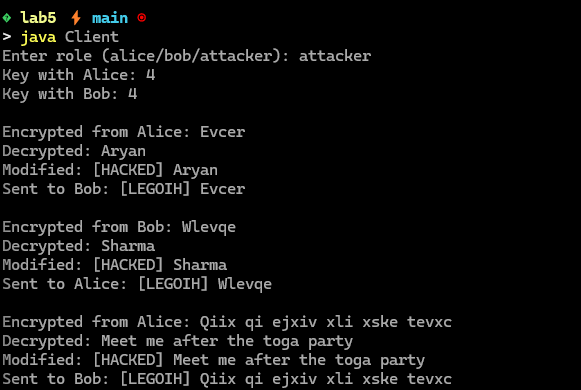 lab5 main
> java Client
Enter role (alice/bob/attacker): attacker
Key with Alice: 4
Key with Bob: 4
Encrypted from Alice: Evcer
Decrypted: Aryan
Modified: [HACKED] Aryan
Sent to Bob: [LEGOIH] Evcer
Encrypted from Bob: Wlevqe
Decrypted: Sharma
Modified: [HACKED] Sharma
Sent to Alice: [LEGOIH] Wlevqe
Encrypted from Alice: Qiix qi ejxiv xli xske tevxc
Decrypted: Meet me after the toga party
Modified: [HACKED] Meet me after the toga party
Sent to Bob: [LEGOIH] Qiix qi ejxiv xli xske tevxc